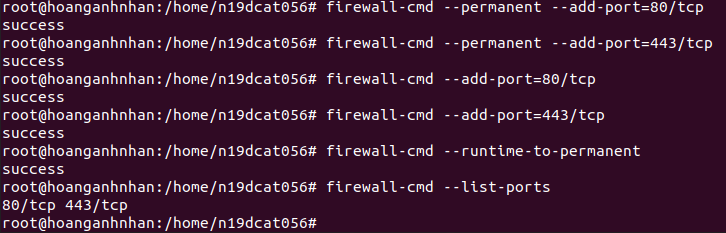 root@hoanganhnhan:/home/n19dcat056# firewall-cmd --permanent --add-port=80/tcp
success
root@hoanganhnhan:/home/n19dcat056# firewall-cmd --permanent --add-port=443/tcp
success
root@hoanganhnhan:/home/n19dcat056# firewall-cmd --add-port=80/tcp
success
root@hoanganhnhan:/home/n19dcat056# firewall-cmd --add-port=443/tcp
success
root@hoanganhnhan:/home/n19dcat056# firewall-cmd --runtime-to-permanent
success
root@hoanganhnhan:/home/n19dcat056# firewall-cmd --list-ports
80/tcp 443/tcp
root@hoanganhnhan:/home/n19dcat056#